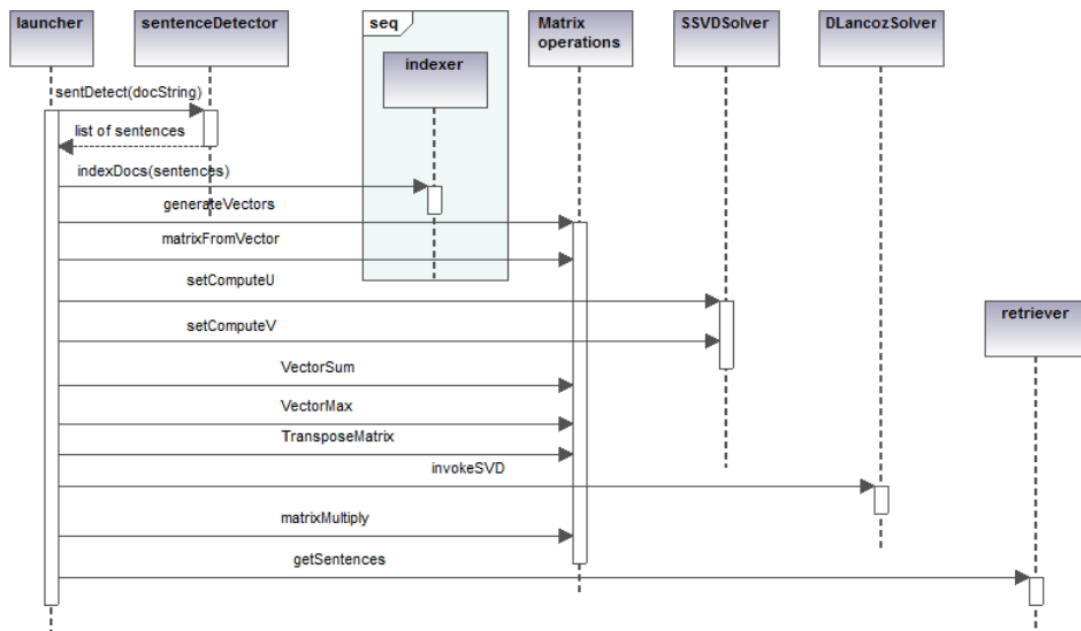 launcher
sentenceDetector
seq
Matrix
operations
SSVDSolver
DLancozSolver
indexer
sentDetect(docString)
list of sentences
indexDocs(sentences)
generateVectors
matrixFromVector
setComputeU
retriever
setComputeV
VectorSum
VectorMax
TransposeMatrix
invokeSVD
matrixMultiply
getSentences